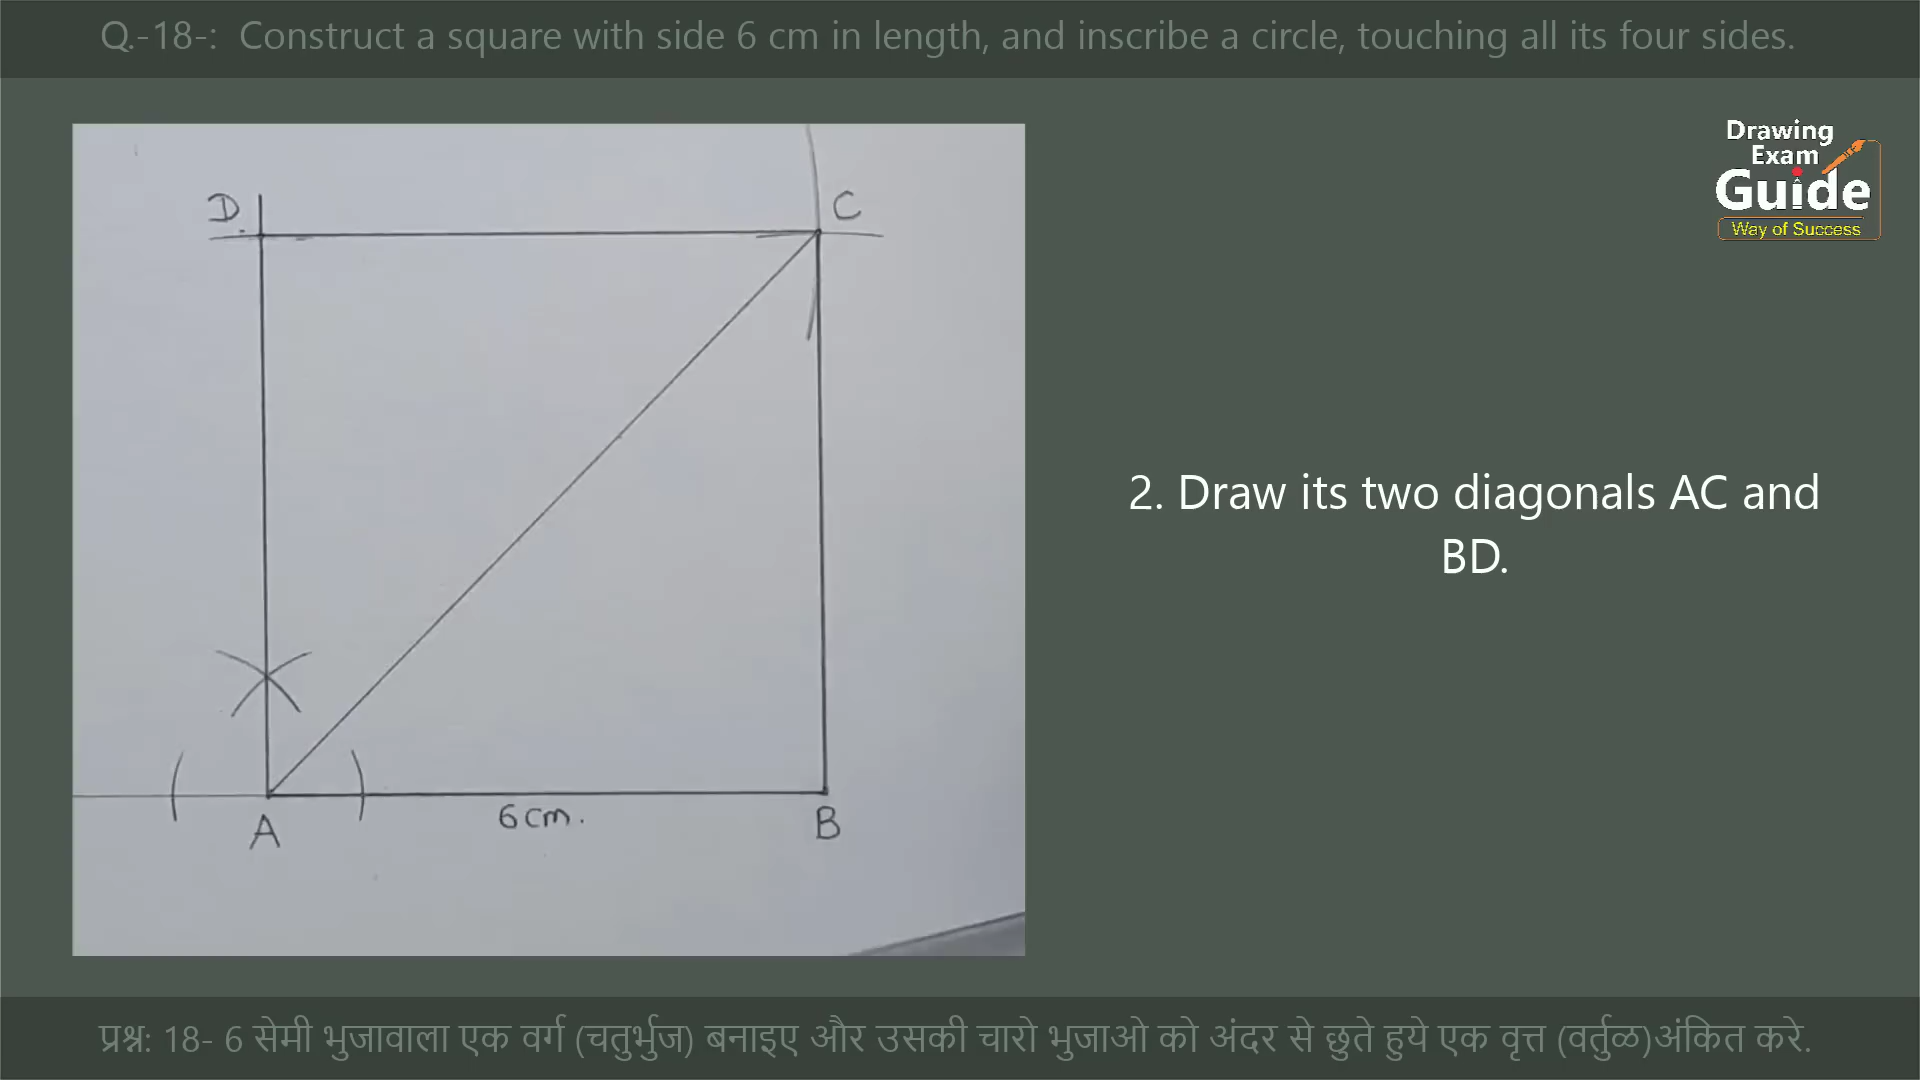 Q.-18-: Construct a square with side 6 cm in length, and inscribe a circle, touching all its four sides.
Drawing
Exam
Guide
Way of Success
D
C
2. Draw its two diagonals AC and
BD.
6cm.
A
B
प्रश्न: 18- 6 सेमी भुजावाला एक वर्ग (चतुर्भुज) बनाइए और उसकी चारो भुजाओ को अंदर से छुते हुये एक वृत्त (वर्तुळ)अंकित करे.